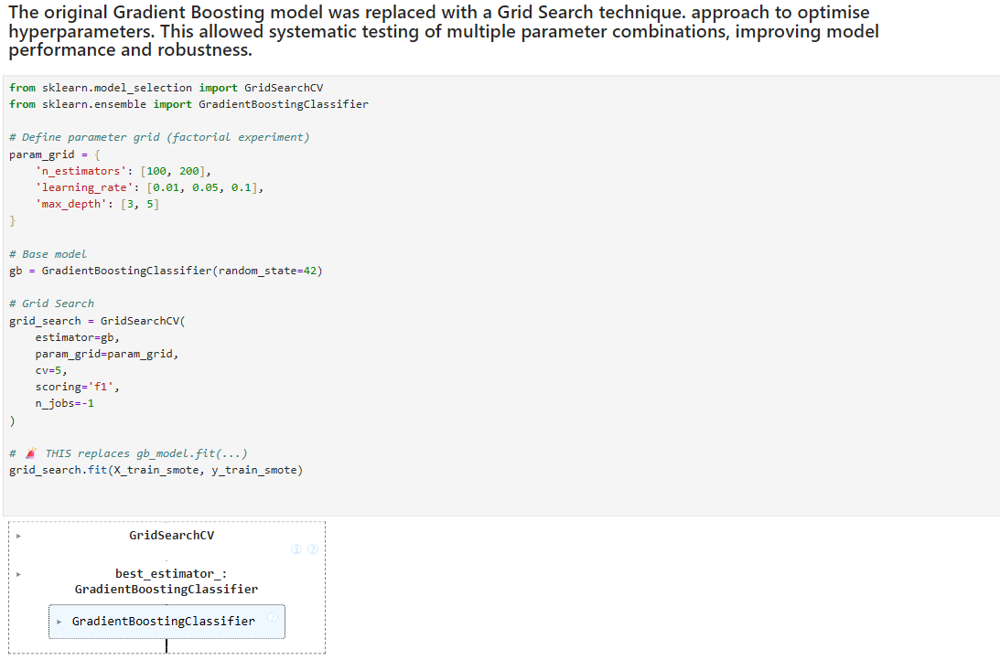 The original Gradient Boosting model was replaced with a Grid Search technique. approach to optimise
hyperparameters. This allowed systematic testing of multiple parameter combinations, improving model
performance and robustness.
from sklearn.model_selection import GridSearchCV
from sklearn.ensemble import GradientBoostingClassifier
# Define parameter grid (factorial experiment)
param_grid = {
    'n_estimators': [100, 200],
    'learning_rate': [0.01, 0.05, 0.1],
    'max_depth': [3, 5]
}
# Base model
gb = GradientBoostingClassifier(random_state=42)
# Grid Search
grid_search = GridSearchCV(
    estimator=gb,
    param_grid=param_grid,
    cv=5,
    scoring='f1',
    n_jobs=-1
)
# 🚨 THIS replaces gb_model.fit(...)
grid_search.fit(X_train_smote, y_train_smote)
GridSearchCV
i ?
best_estimator_:
GradientBoostingClassifier
GradientBoostingClassifier ?